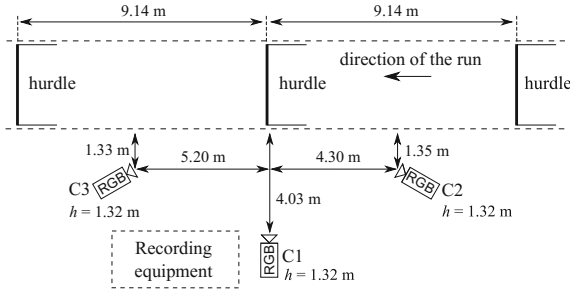 9.14 m
9.14 m
direction of the run
hurdle
hurdle
hurdle
1.33 m
5.20 m
4.30 m
1.35 m
C3
RGB
RGB
C2
h = 1.32 m
4.03 m
h = 1.32 m
Recording
equipment
RGB
C1
h = 1.32 m